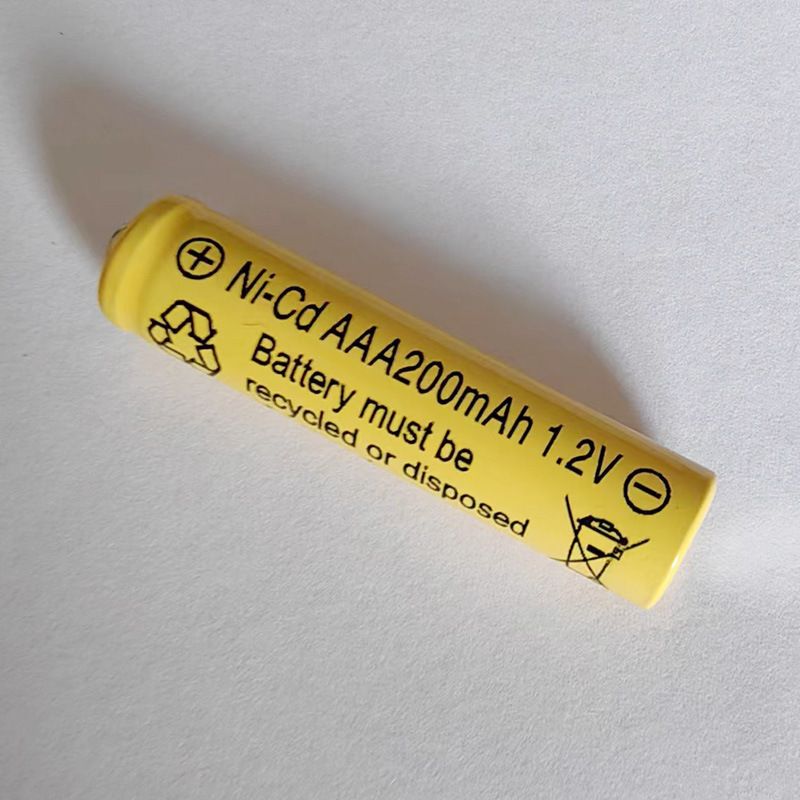 ⊕ Ni-Cd AAA200mAh 1.2V ⊖
Battery must be
recycled or disposed